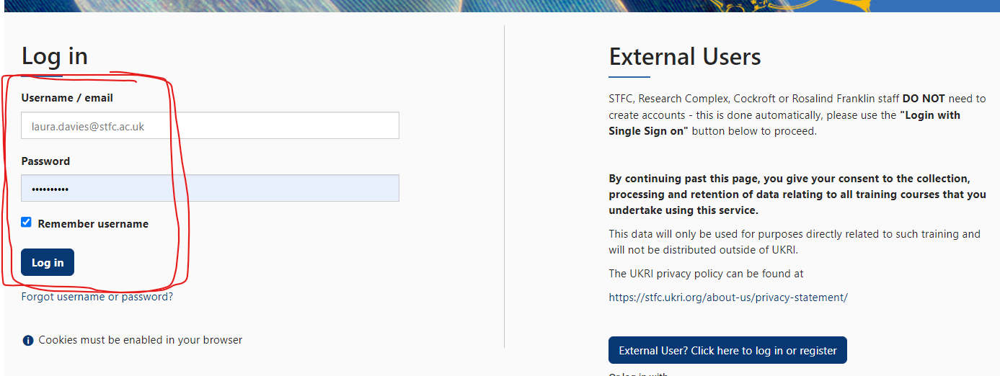 Log in
Username / email
laura.davies@stfc.ac.uk
Password
••••••••••
Remember username
Log in
Forgot username or password?
Cookies must be enabled in your browser
External Users
STFC, Research Complex, Cockroft or Rosalind Franklin staff DO NOT need to
create accounts - this is done automatically, please use the "Login with
Single Sign on" button below to proceed.
By continuing past this page, you give your consent to the collection,
processing and retention of data relating to all training courses that you
undertake using this service.
This data will only be used for purposes directly related to such training and
will not be distributed outside of UKRI.
The UKRI privacy policy can be found at
https://stfc.ukri.org/about-us/privacy-statement/
External User? Click here to log in or register
Or log in with